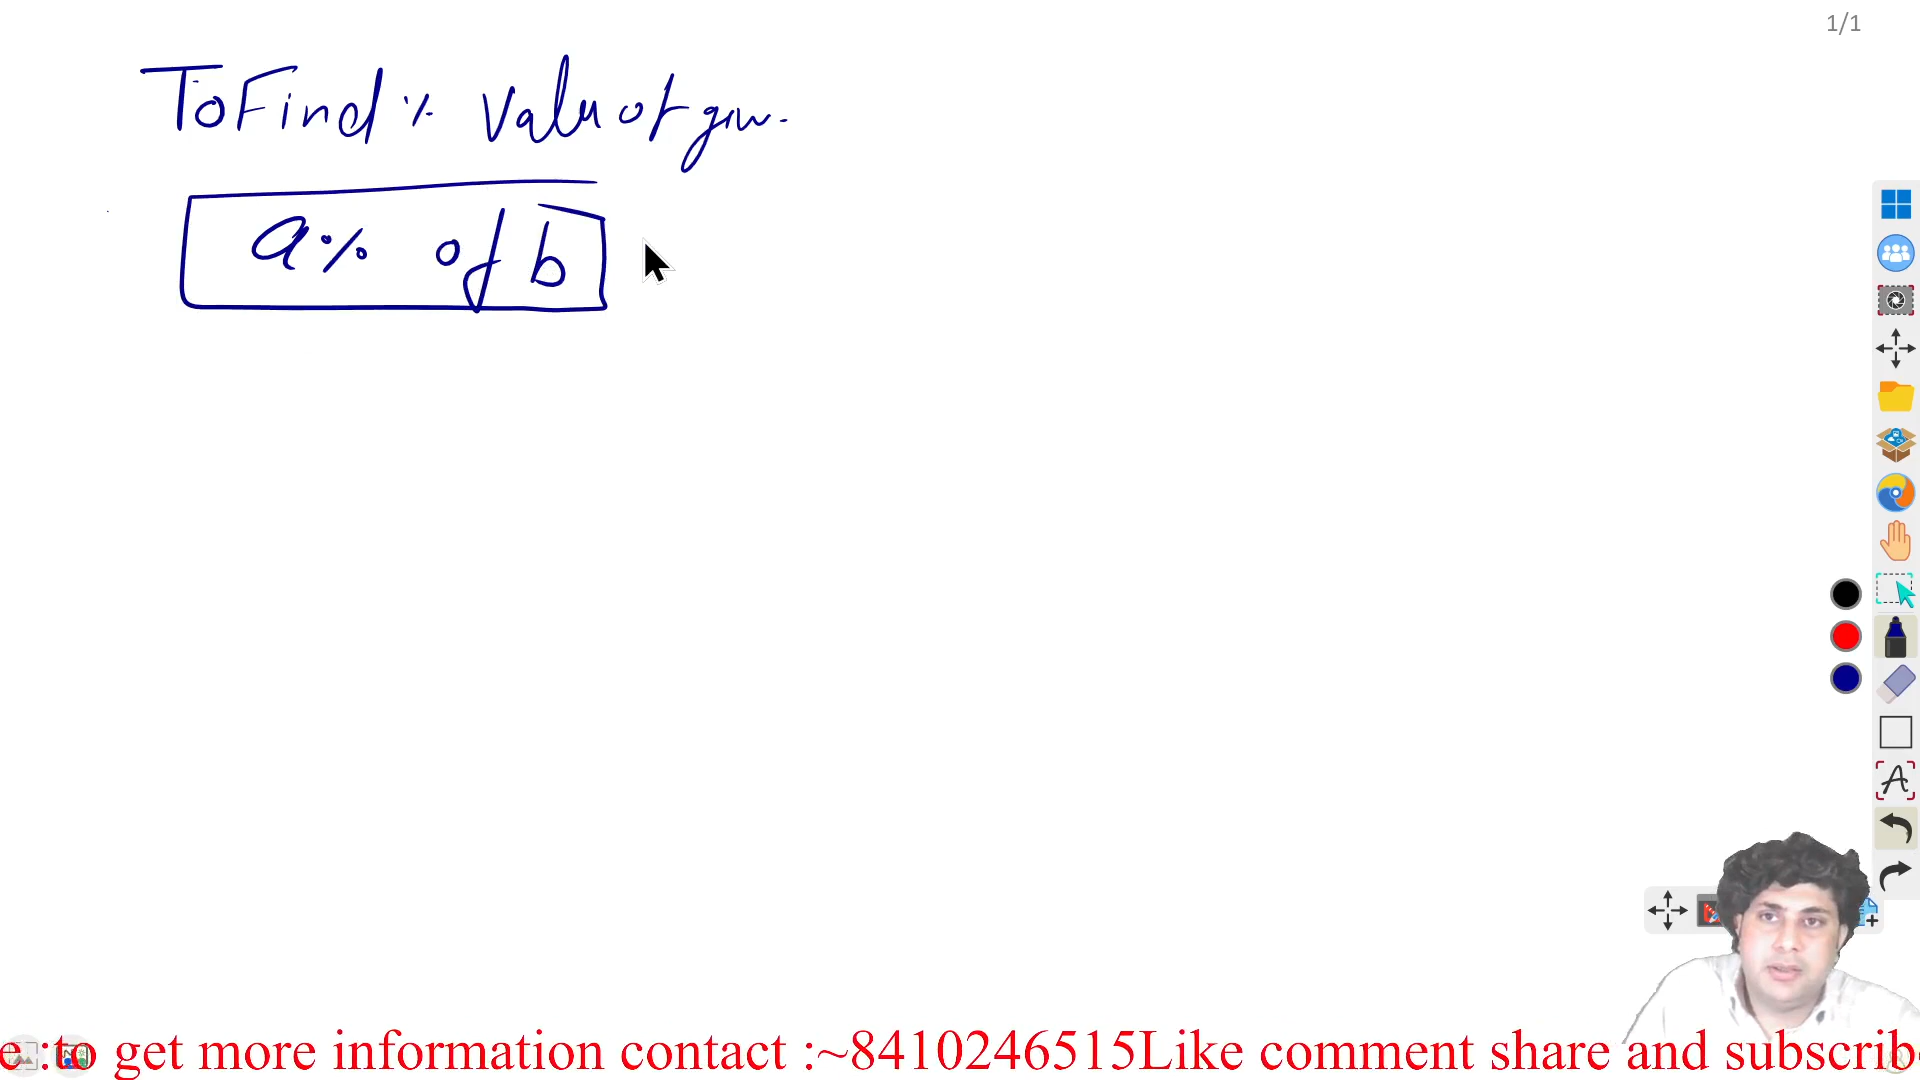 1/1
To Find % Value of giv.
a% of b
e :to get more information contact :~8410246515Like comment share and subscrib